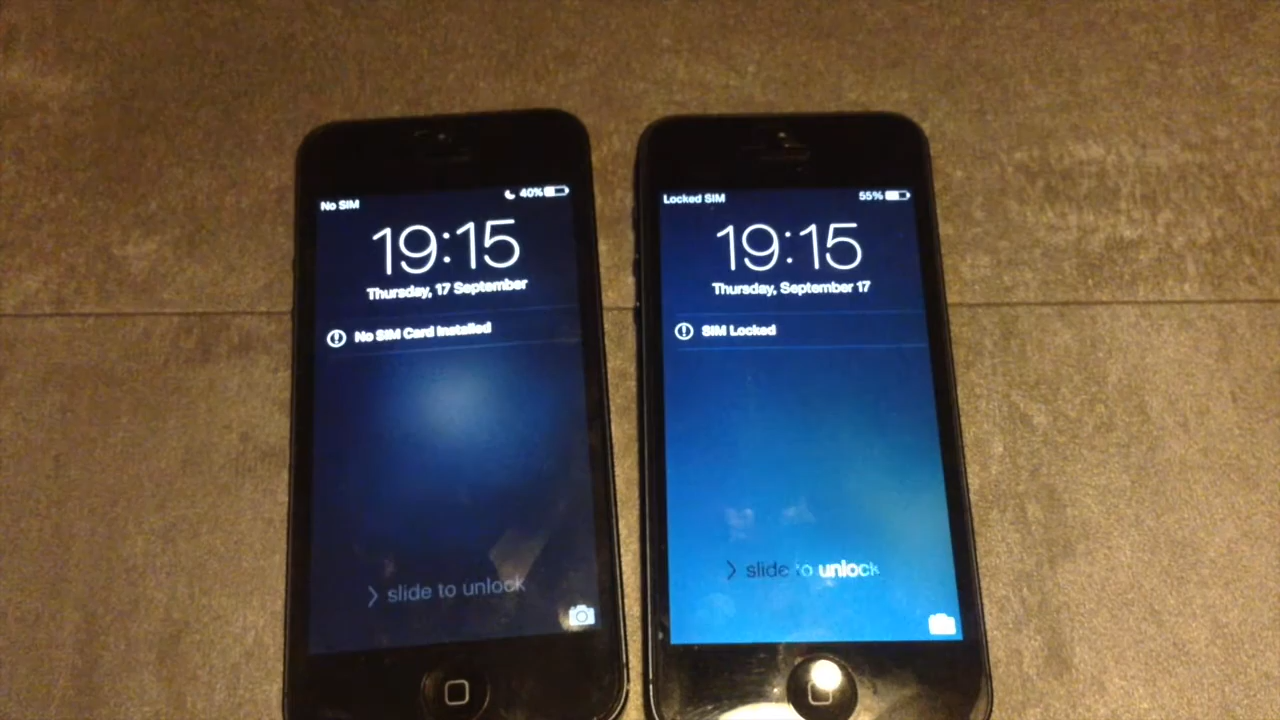 No SIM
40%
19:15
Thursday, 17 September
No SIM Card Installed
slide to unlock
Locked SIM
55%
19:15
Thursday, September 17
SIM Locked
slide to unlock